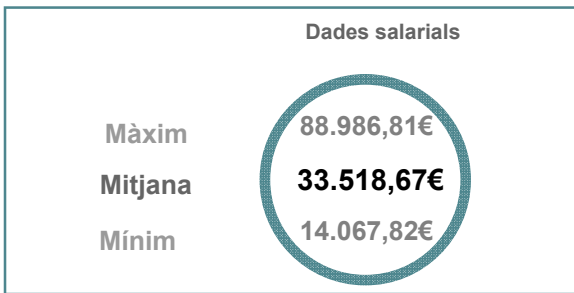 Dades salarials
Màxim 88.986,81€
Mitjana 33.518,67€
Mínim 14.067,82€